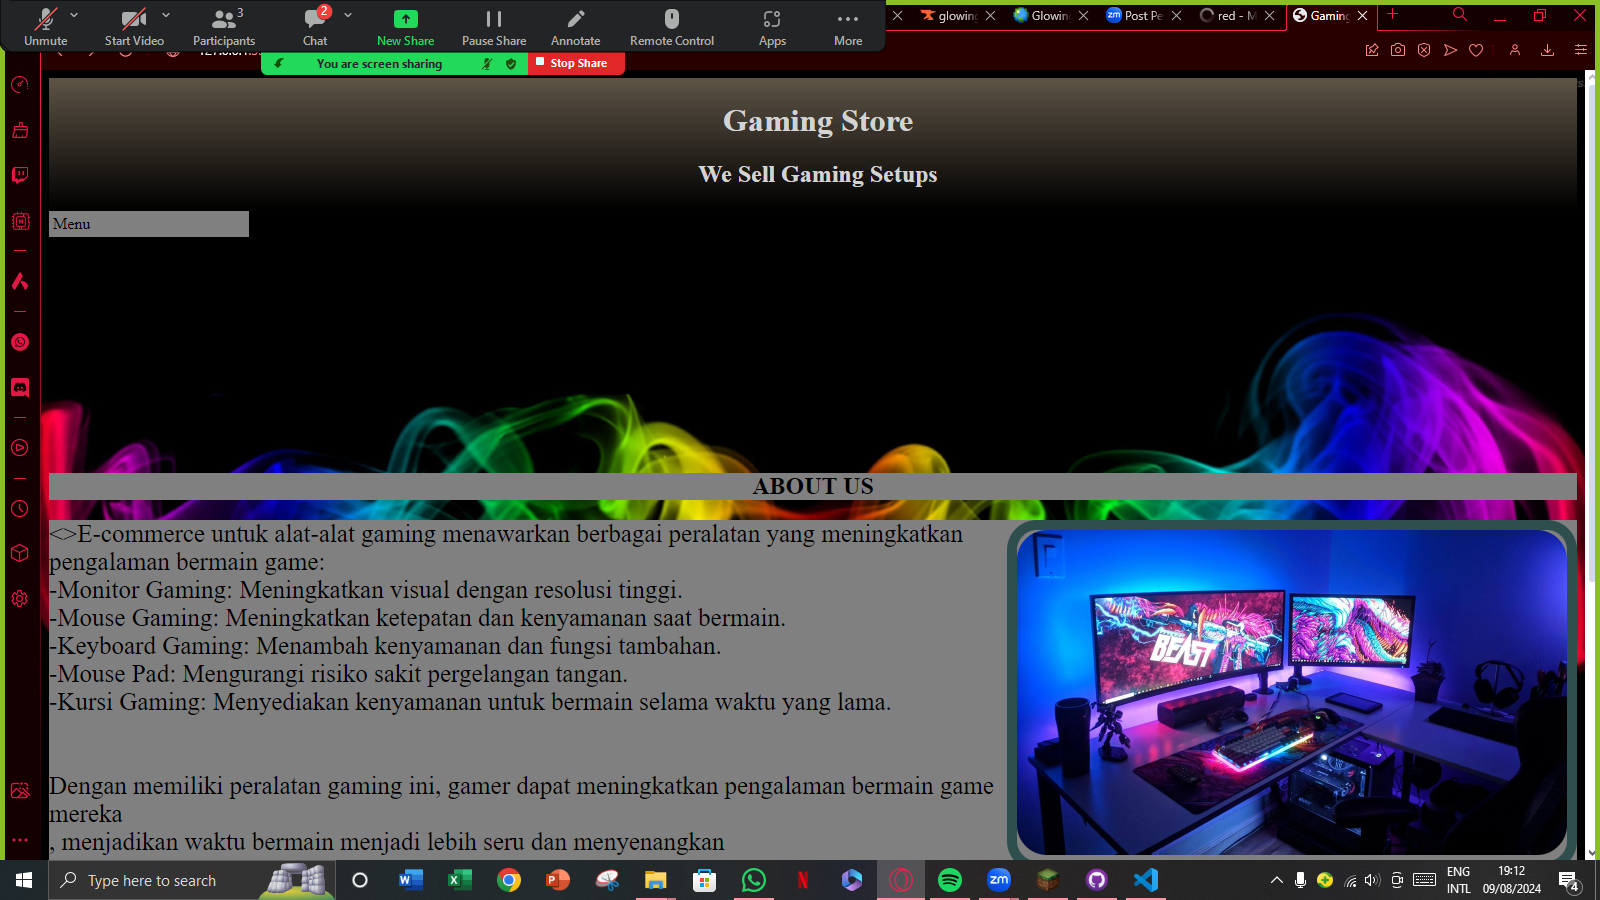 Unmute
Start Video
Participants
3
Chat
2
New Share
Pause Share
Annotate
Remote Control
Apps
More
glowing
Glowing
zm Post Pe
red - M
Gaming
You are screen sharing
Stop Share
Gaming Store
We Sell Gaming Setups
Menu
ABOUT US
<>E-commerce untuk alat-alat gaming menawarkan berbagai peralatan yang meningkatkan
pengalaman bermain game:
-Monitor Gaming: Meningkatkan visual dengan resolusi tinggi.
-Mouse Gaming: Meningkatkan ketepatan dan kenyamanan saat bermain.
-Keyboard Gaming: Menambah kenyamanan dan fungsi tambahan.
-Mouse Pad: Mengurangi risiko sakit pergelangan tangan.
-Kursi Gaming: Menyediakan kenyamanan untuk bermain selama waktu yang lama.
BEAST
Dengan memiliki peralatan gaming ini, gamer dapat meningkatkan pengalaman bermain game
mereka
, menjadikan waktu bermain menjadi lebih seru dan menyenangkan
Type here to search
zm
ENG
INTL
19:12
09/08/2024
4